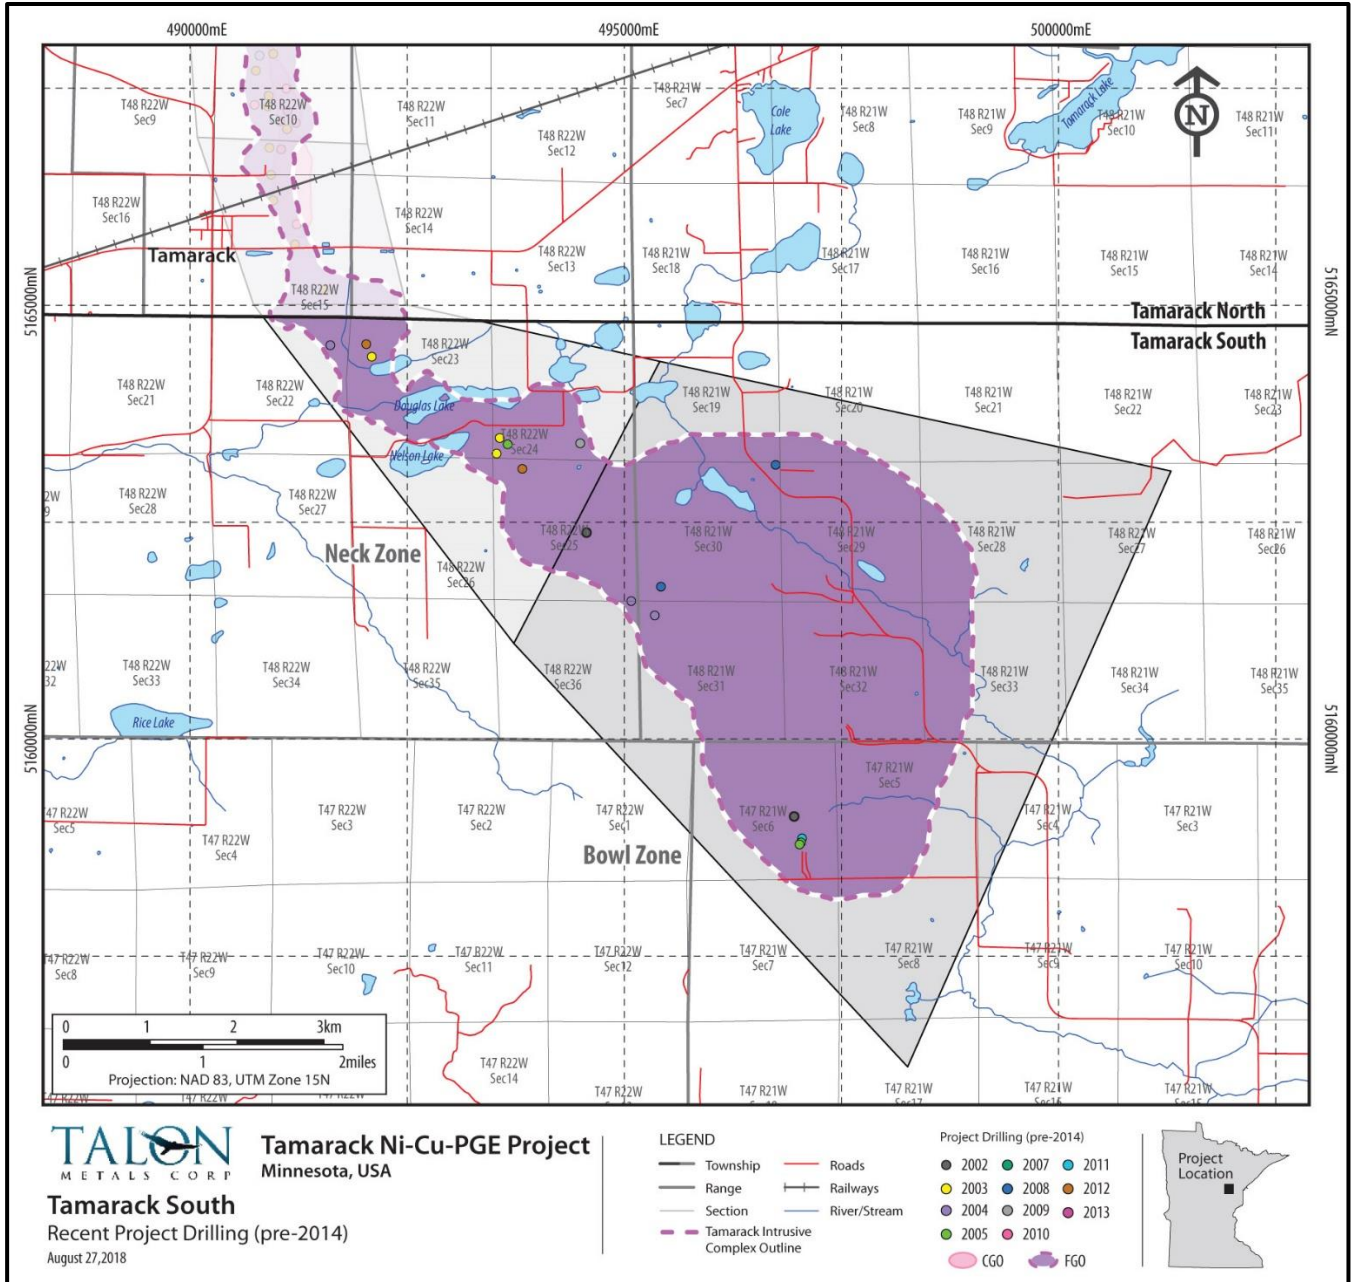 490000mE
495000mE
500000mE
T48 R22W
Sec9
T48 R22W
Sec10
T48 R22W
Sec11
T48 R21W
Sec7
T48 R22W
Sec12
Cole
Lake
T48 R21W
Sec8
T48 R21W
Sec9
Tamarack Lake
T48 R21W
Sec10
T48 R21W
Sec11
N
T48 R22W
Sec16
T48 R22W
Sec14
Tamarack
T48 R22W
Sec13
T48 R21W
Sec18
T48 R21W
Sec17
T48 R21W
Sec16
T48 R21W
Sec15
T48 R21W
Sec14
T48 R22W
Sec15
5165000mN
5165000mN
Tamarack North
Tamarack South
T48 R22W
Sec23
T48 R22W
Sec21
T48 R22W
Sec22
Douglas Lake
T48 R21W
Sec19
T48 R21W
Sec20
T48 R21W
Sec21
T48 R21W
Sec22
T48 R21W
Sec23
T48 R22W
Sec24
Nelson Lake
2W
9
T48 R22W
Sec28
T48 R22W
Sec27
T48 R22W
Sec26
T48 R22W
Sec25
T48 R21W
Sec30
T48 R21W
Sec29
T48 R21W
Sec28
T48 R21W
Sec27
T48 R21W
Sec26
Neck Zone
22W
32
T48 R22W
Sec33
T48 R22W
Sec34
T48 R22W
Sec35
T48 R22W
Sec36
T48 R21W
Sec31
T48 R21W
Sec32
T48 R21W
Sec33
T48 R21W
Sec34
T48 R21W
Sec35
Rice Lake
5160000mN
5160000mN
T47 R22W
Sec5
T47 R22W
Sec4
T47 R22W
Sec3
T47 R22W
Sec2
T47 R22W
Sec1
T47 R21W
Sec6
T47 R21W
Sec5
T47 R21W
Sec4
T47 R21W
Sec3
Bowl Zone
T47 R22W
Sec8
T47 R22W
Sec9
T47 R22W
Sec10
T47 R22W
Sec11
T47 R22W
Sec12
T47 R21W
Sec7
T47 R21W
Sec8
T47 R21W
Sec9
T47 R21W
Sec10
0 1 2 3km
0 1 2miles
Projection: NAD 83, UTM Zone 15N
T47 R22W
Sec14
T47 R22W
T47 R21W
T47 R21W
Sec17
T47 R21W
Sec16
T47 R21W
Sec15
TALON
METALS CORP
Tamarack Ni-Cu-PGE Project
Minnesota, USA
Tamarack South
Recent Project Drilling (pre-2014)
August 27,2018
LEGEND
Township
Range
Section
Tamarack Intrusive
Complex Outline
Roads
Railways
River/Stream
Project Drilling (pre-2014)
2002 2007 2011
2003 2008 2012
2004 2009 2013
2005 2010
CGO FGO
Project
Location